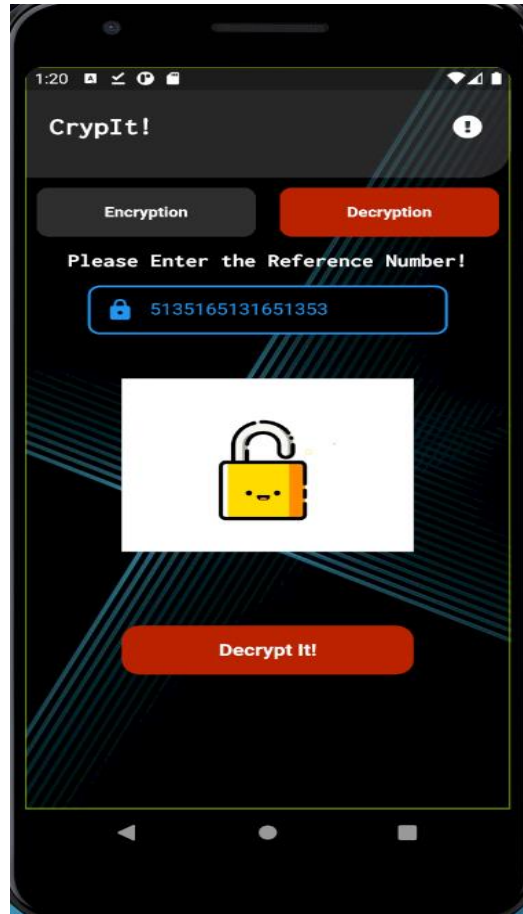 1:20
CrypIt!
Encryption
Decryption
Please Enter the Reference Number!
5135165131651353
Decrypt It!